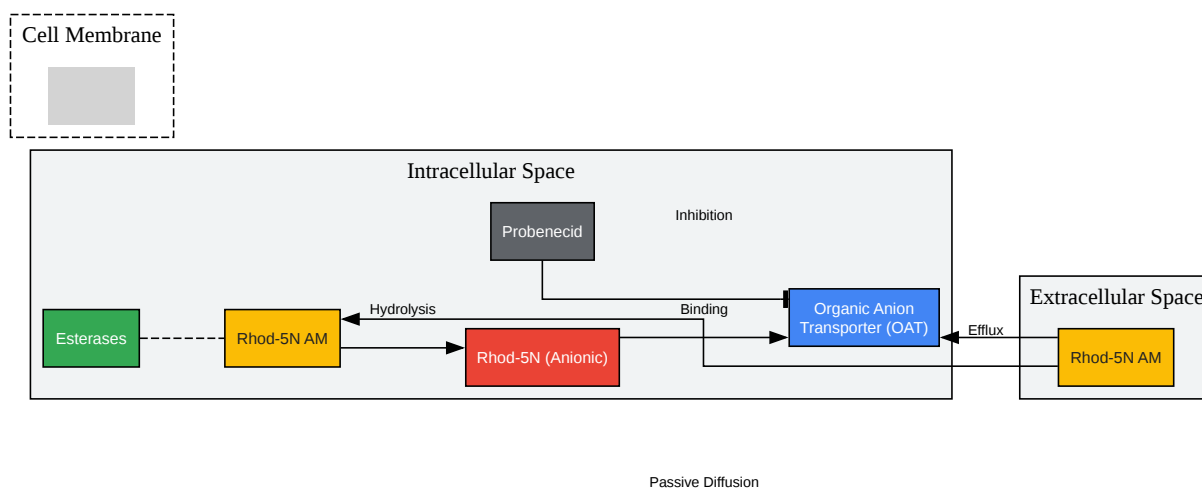 Cell Membrane
Intracellular Space
Probenecid
Inhibition
Extracellular Space
Esterases
Rhod-5N AM
Hydrolysis
Rhod-5N (Anionic)
Binding
Organic Anion
Transporter (OAT)
Efflux
Rhod-5N AM
Passive Diffusion